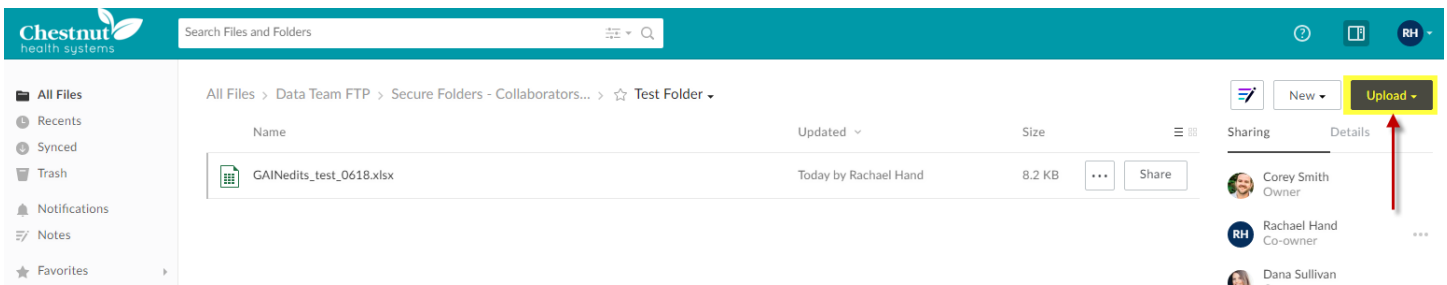 Chestnut
health systems
Search Files and Folders
RH
All Files
Recents
Synced
Trash
Notifications
Notes
Favorites
All Files > Data Team FTP > Secure Folders - Collaborators... > Test Folder
Name Updated Size
GAINedits_test_0618.xlsx Today by Rachael Hand 8.2 KB ... Share
New Upload
Sharing Details
Corey Smith
Owner
RH Rachael Hand
Co-owner
Dana Sullivan